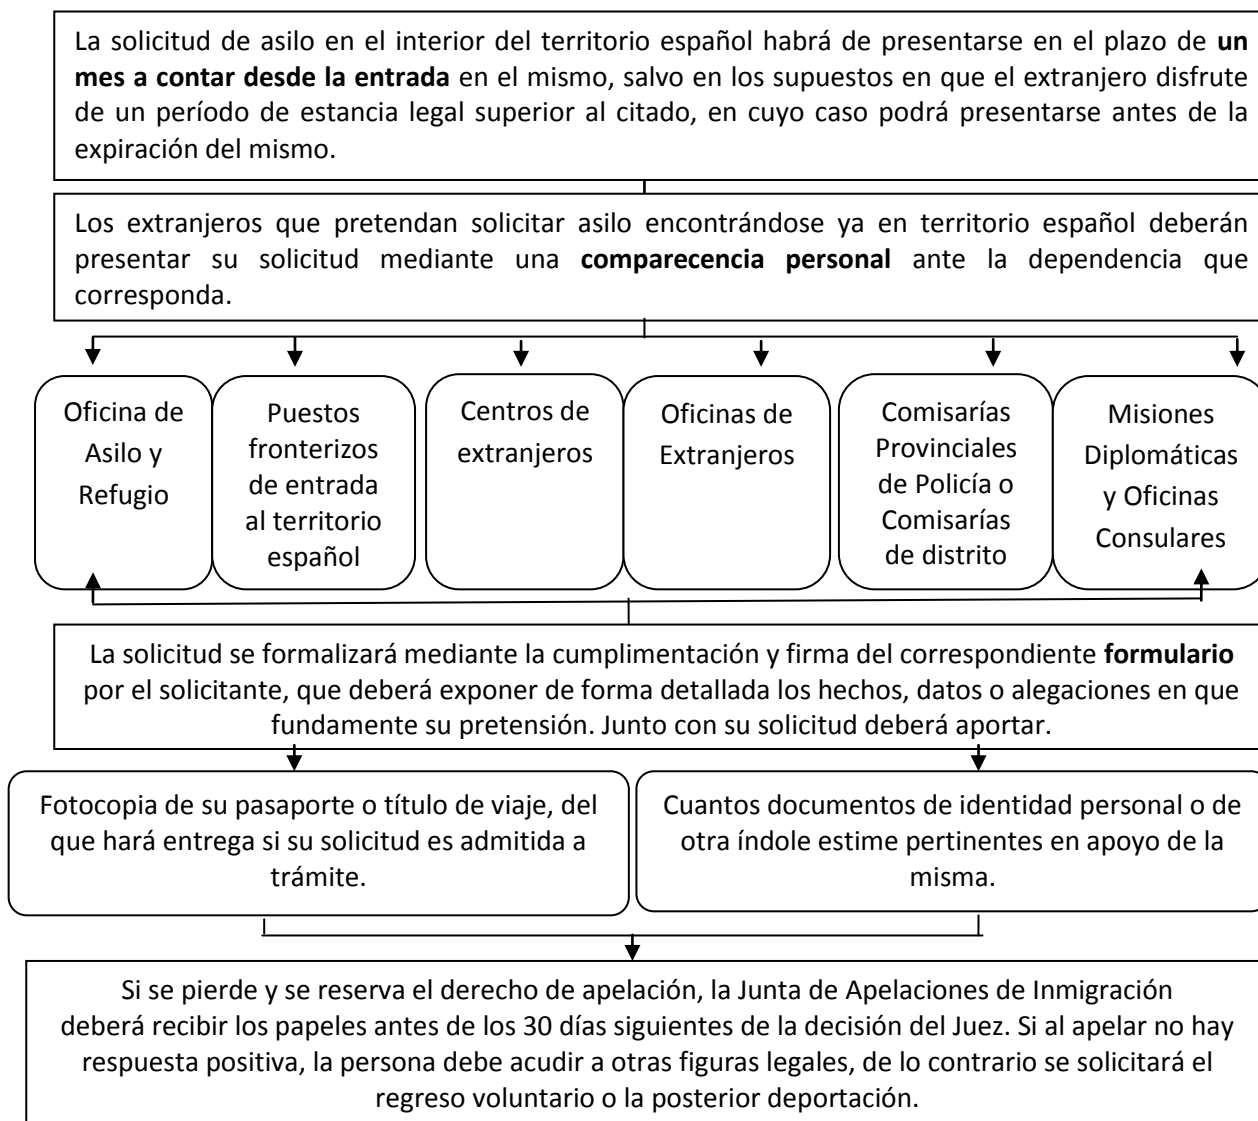 La solicitud de asilo en el interior del territorio español habrá de presentarse en el plazo de un
mes a contar desde la entrada en el mismo, salvo en los supuestos en que el extranjero disfrute
de un período de estancia legal superior al citado, en cuyo caso podrá presentarse antes de la
expiración del mismo.
Los extranjeros que pretendan solicitar asilo encontrándose ya en territorio español deberán
presentar su solicitud mediante una comparecencia personal ante la dependencia que
corresponda.
Oficina de
Asilo y
Refugio
Puestos
fronterizos
de entrada
al territorio
español
Centros de
extranjeros
Oficinas de
Extranjeros
Comisarías
Provinciales
de Policía o
Comisarías
de distrito
Misiones
Diplomáticas
y Oficinas
Consulares
La solicitud se formalizará mediante la cumplimentación y firma del correspondiente formulario
por el solicitante, que deberá exponer de forma detallada los hechos, datos o alegaciones en que
fundamente su pretensión. Junto con su solicitud deberá aportar.
Fotocopia de su pasaporte o título de viaje, del
que hará entrega si su solicitud es admitida a
trámite.
Cuantos documentos de identidad personal o de
otra índole estime pertinentes en apoyo de la
misma.
Si se pierde y se reserva el derecho de apelación, la Junta de Apelaciones de Inmigración
deberá recibir los papeles antes de los 30 días siguientes de la decisión del Juez. Si al apelar no hay
respuesta positiva, la persona debe acudir a otras figuras legales, de lo contrario se solicitará el
regreso voluntario o la posterior deportación.